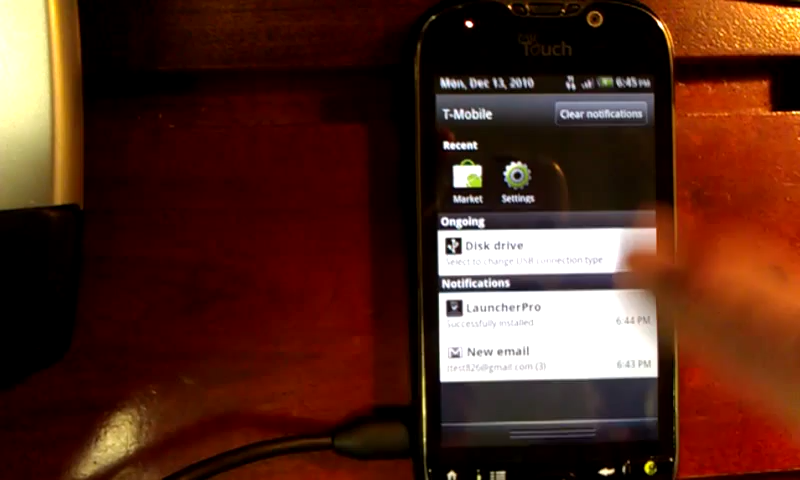 myTouch
Mon, Dec 13, 2010 6:45 PM
T-Mobile Clear notifications
Recent
Market Settings
Ongoing
Disk drive
Select to change USB connection type
Notifications
LauncherPro
Successfully installed 6:44 PM
New email
6:43 PM